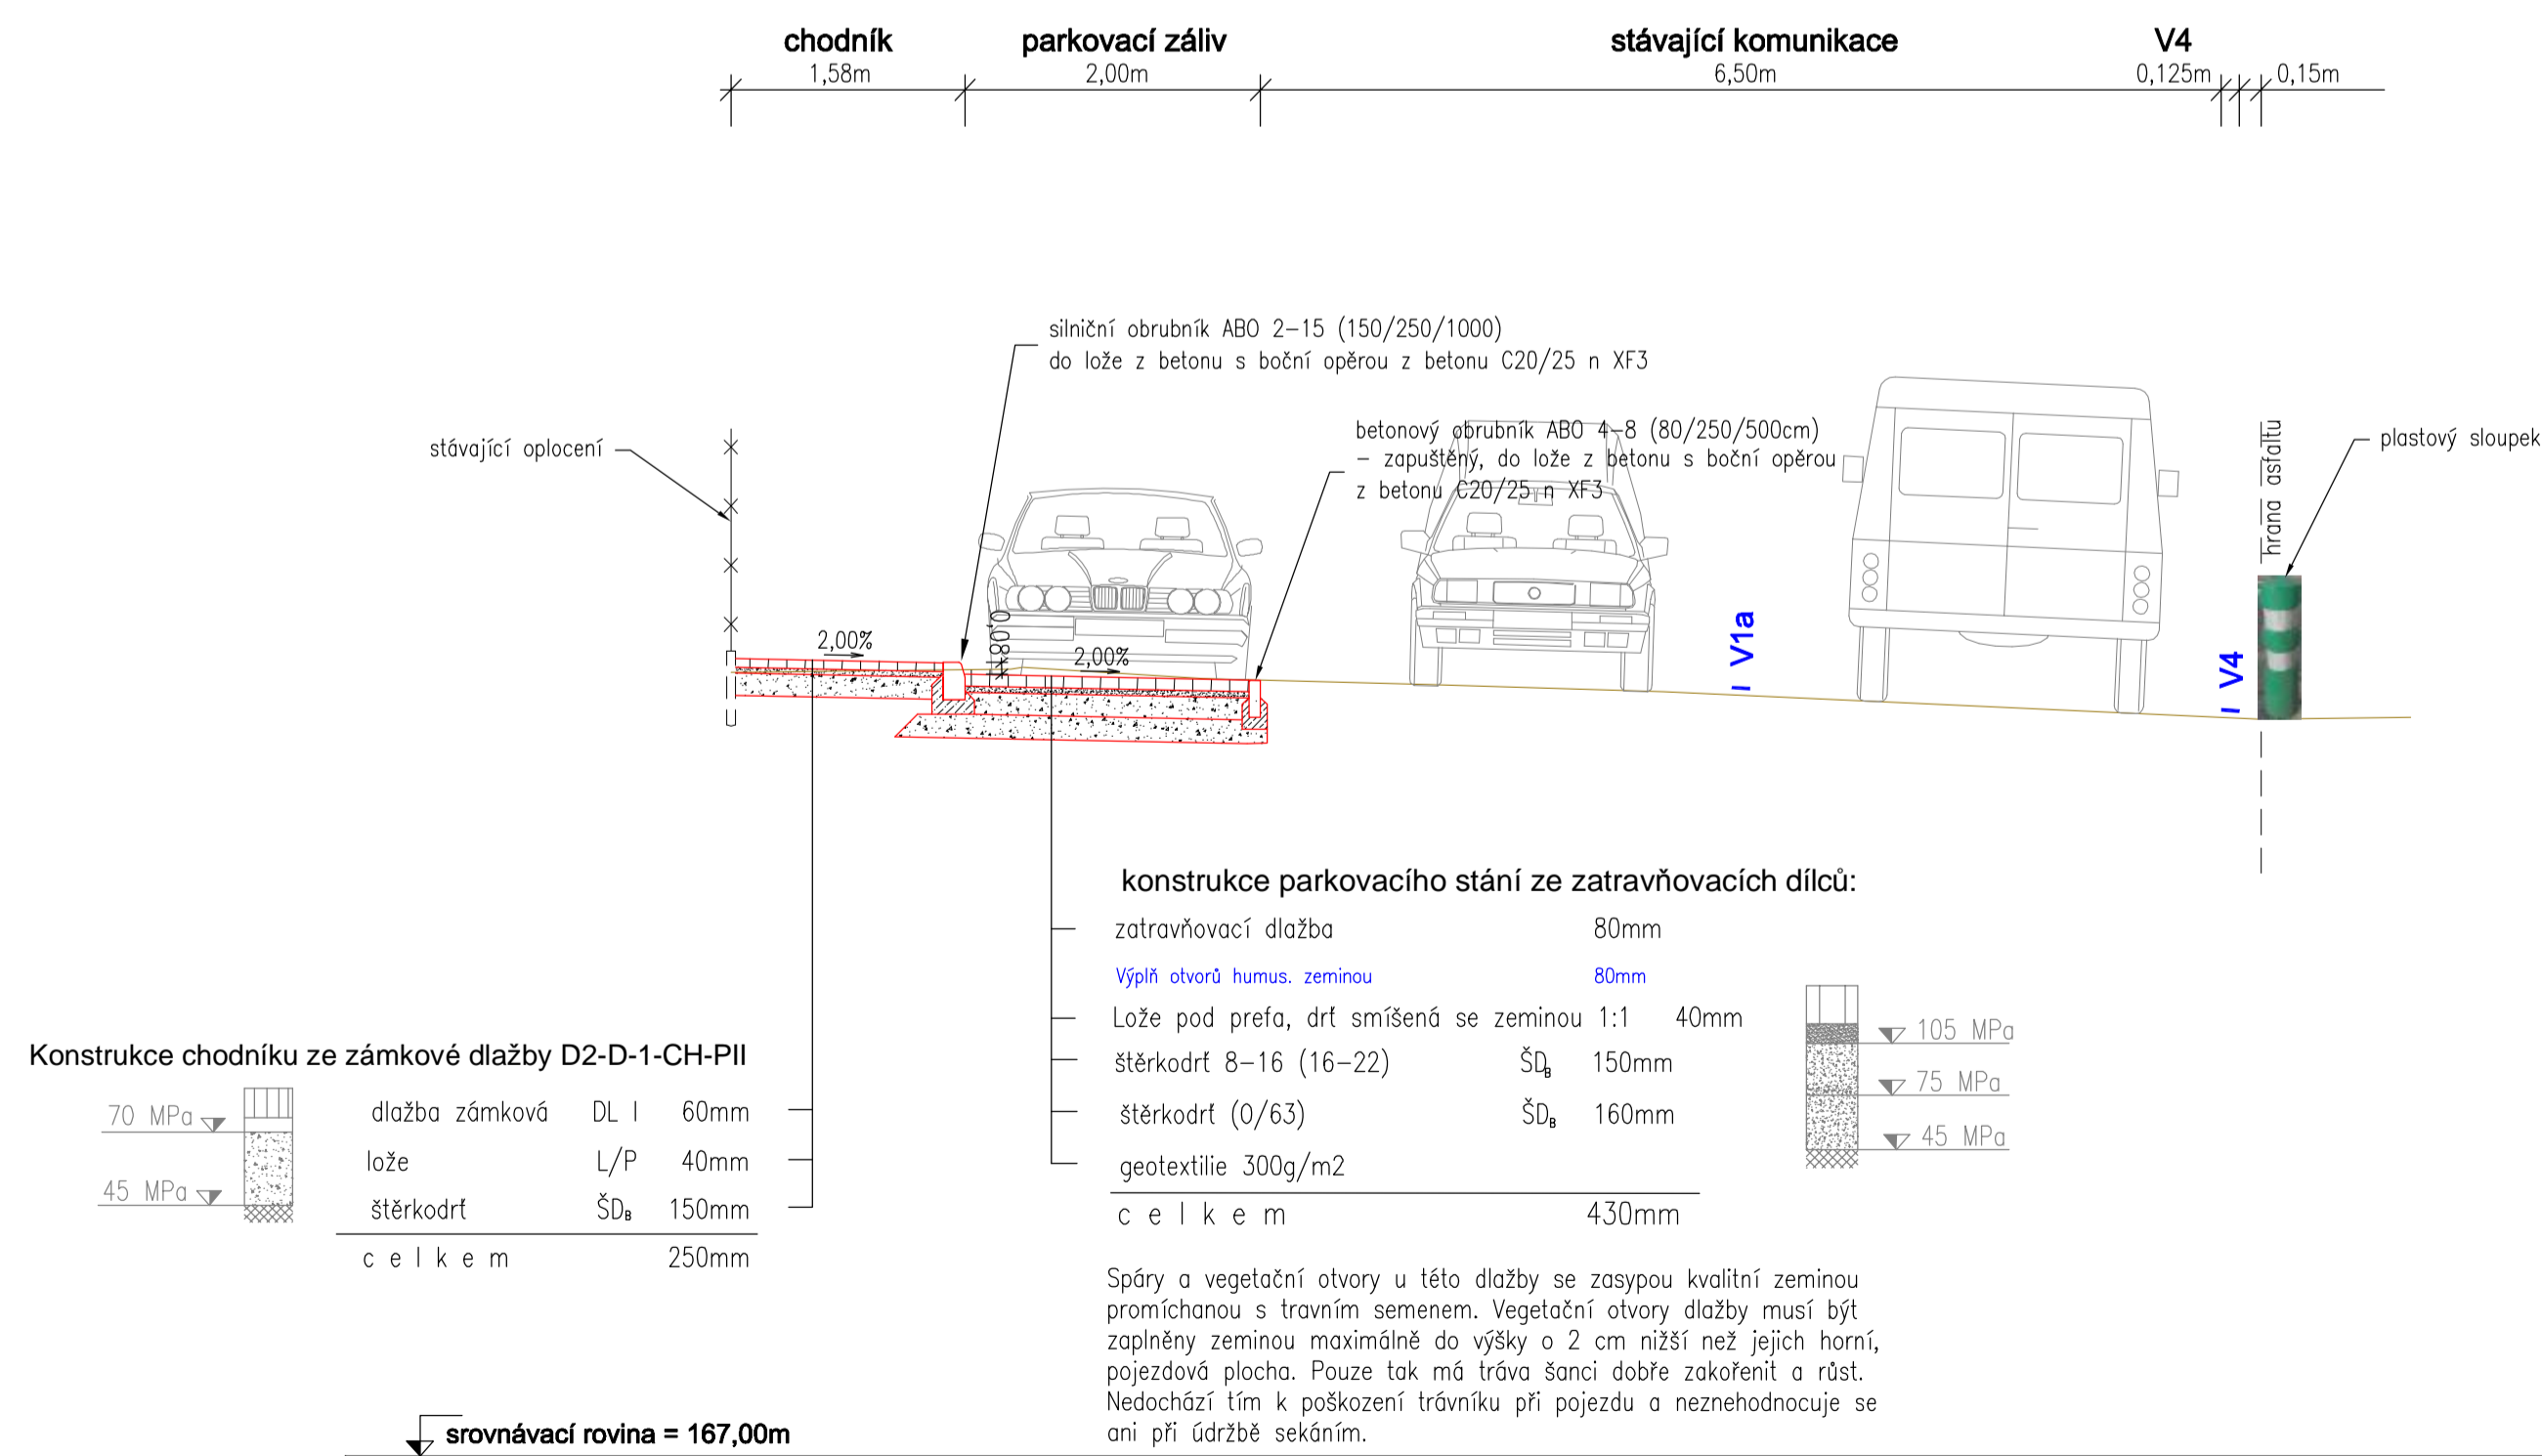 chodník
parkovací záliv
stávající komunikace
V4
1,58m
2,00m
6,50m
0,125m
0,15m
silniční obrubník ABO 2-15 (150/250/1000)
do lože z betonu s boční opěrou z betonu C20/25 n XF3
betonový obrubník ABO 4-8 (80/250/500cm)
- zapuštěný, do lože z betonu s boční opěrou
z betonu C20/25 n XF3
stávající oplocení
hrana asfaltu
plastový sloupek
2,00%
0,08
2,00%
V1a
V4
konstrukce parkovacího stání ze zatravňovacích dílců:
zatravňovací dlažba 80mm
Výplň otvorů humus. zeminou 80mm
Lože pod prefa, drť smíšená se zeminou 1:1 40mm
štěrkodrť 8-16 (16-22) ŠDB 150mm
štěrkodrť (0/63) ŠDB 160mm
geotextilie 300g/m2
celkem 430mm
105 MPa
75 MPa
45 MPa
Konstrukce chodníku ze zámkové dlažby D2-D-1-CH-PII
70 MPa
45 MPa
dlažba zámková DL I 60mm
lože L/P 40mm
štěrkodrť ŠDB 150mm
celkem 250mm
Spáry a vegetační otvory u této dlažby se zasypou kvalitní zeminou
promíchanou s travním semenem. Vegetační otvory dlažby musí být
zaplněny zeminou maximálně do výšky o 2 cm nižší než jejich horní,
pojezdová plocha. Pouze tak má tráva šanci dobře zakořenit a růst.
Nedochází tím k poškození trávníku při pojezdu a neznehodnocuje se
ani při údržbě sekáním.
srovnávací rovina = 167,00m